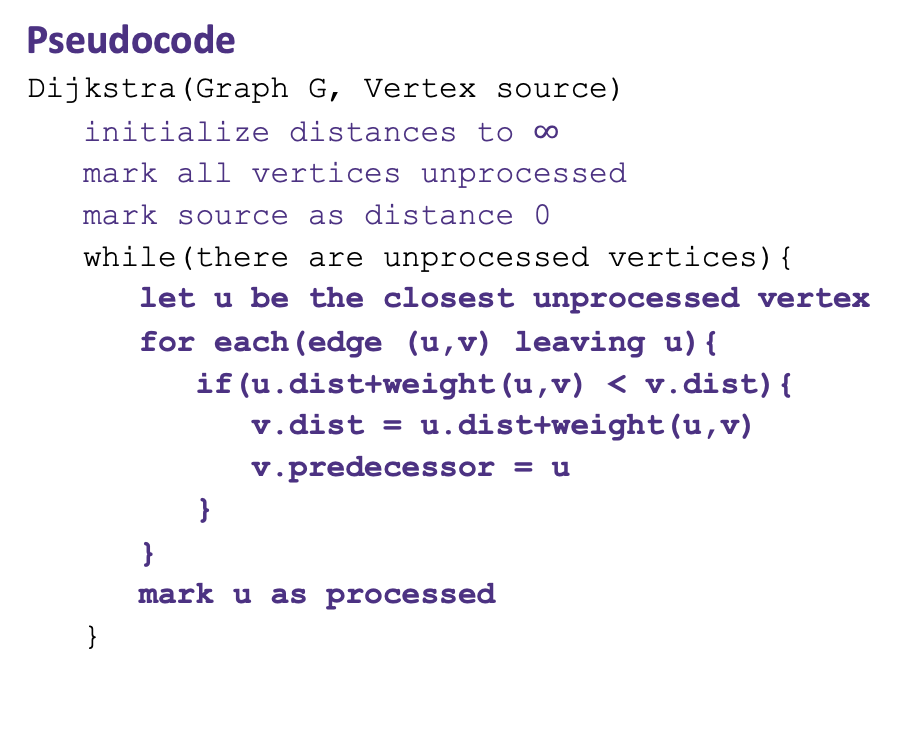 Pseudocode
Dijkstra(Graph G, Vertex source)
initialize distances to ∞
mark all vertices unprocessed
mark source as distance 0
while(there are unprocessed vertices){
let u be the closest unprocessed vertex
for each(edge (u,v) leaving u){
if(u.dist+weight(u,v) < v.dist){
v.dist = u.dist+weight(u,v)
v.predecessor = u
}
}
mark u as processed
}